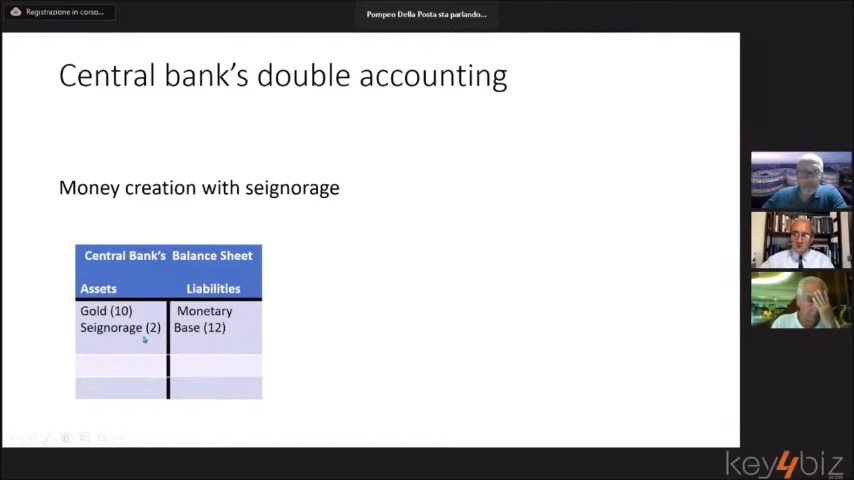 Registrazione in corso...
Pompeo Della Posta sta parlando...
Central bank's double accounting
Money creation with seignorage
Central Bank's Balance Sheet
Assets Liabilities
Gold (10) Monetary
Seignorage (2) Base (12)
key4biz